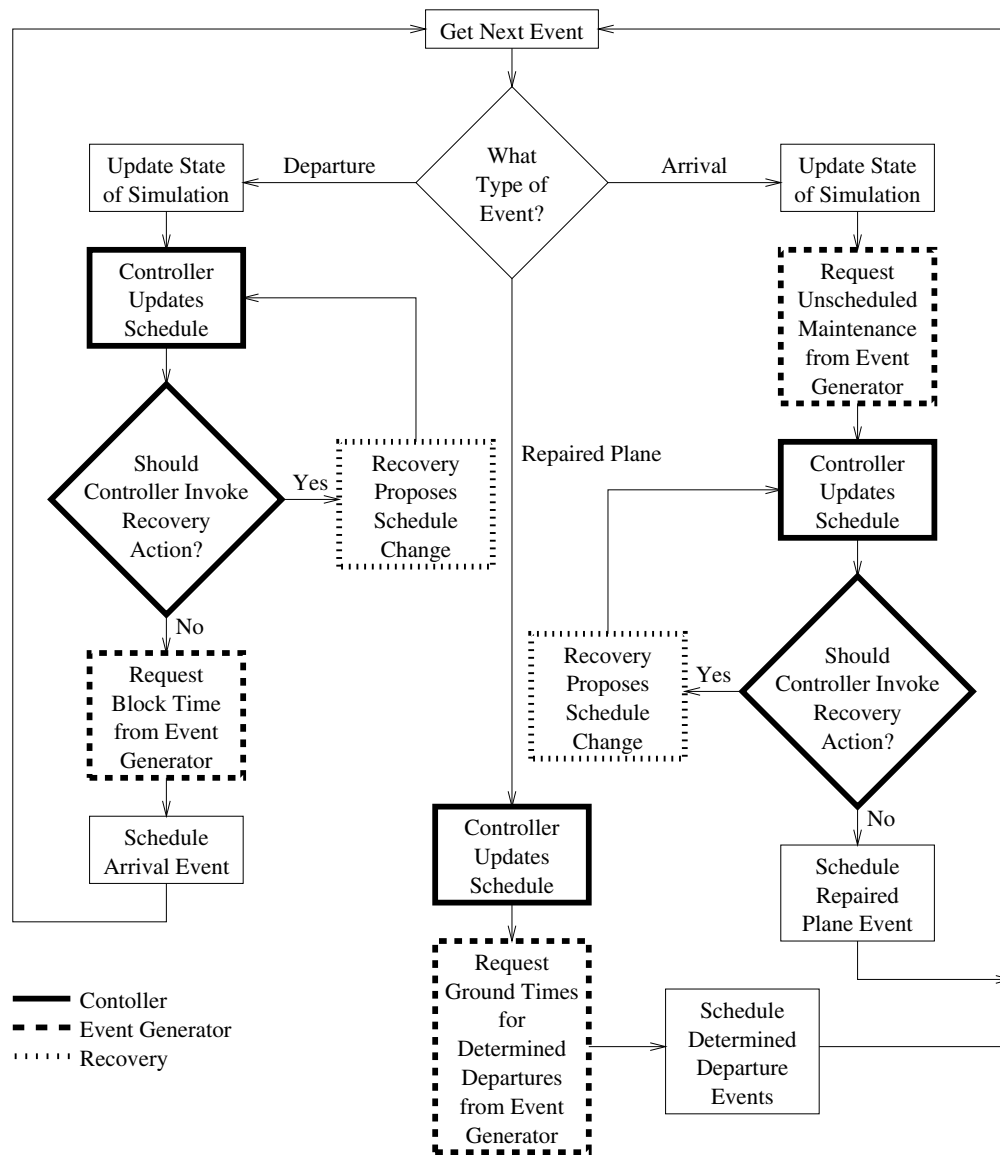 Get Next Event
What
Type of
Event?
Departure
Arrival
Update State
of Simulation
Update State
of Simulation
Controller
Updates
Schedule
Request
Unscheduled
Maintenance
from Event
Generator
Should
Controller Invoke
Recovery
Action?
Yes
Recovery
Proposes
Schedule
Change
Repaired Plane
Controller
Updates
Schedule
No
Request
Block Time
from Event
Generator
Recovery
Proposes
Schedule
Change
Yes
Should
Controller Invoke
Recovery
Action?
Schedule
Arrival Event
Controller
Updates
Schedule
No
Schedule
Repaired
Plane Event
Request
Ground Times
for
Determined
Departures
from Event
Generator
Schedule
Determined
Departure
Events
Contoller
Event Generator
Recovery